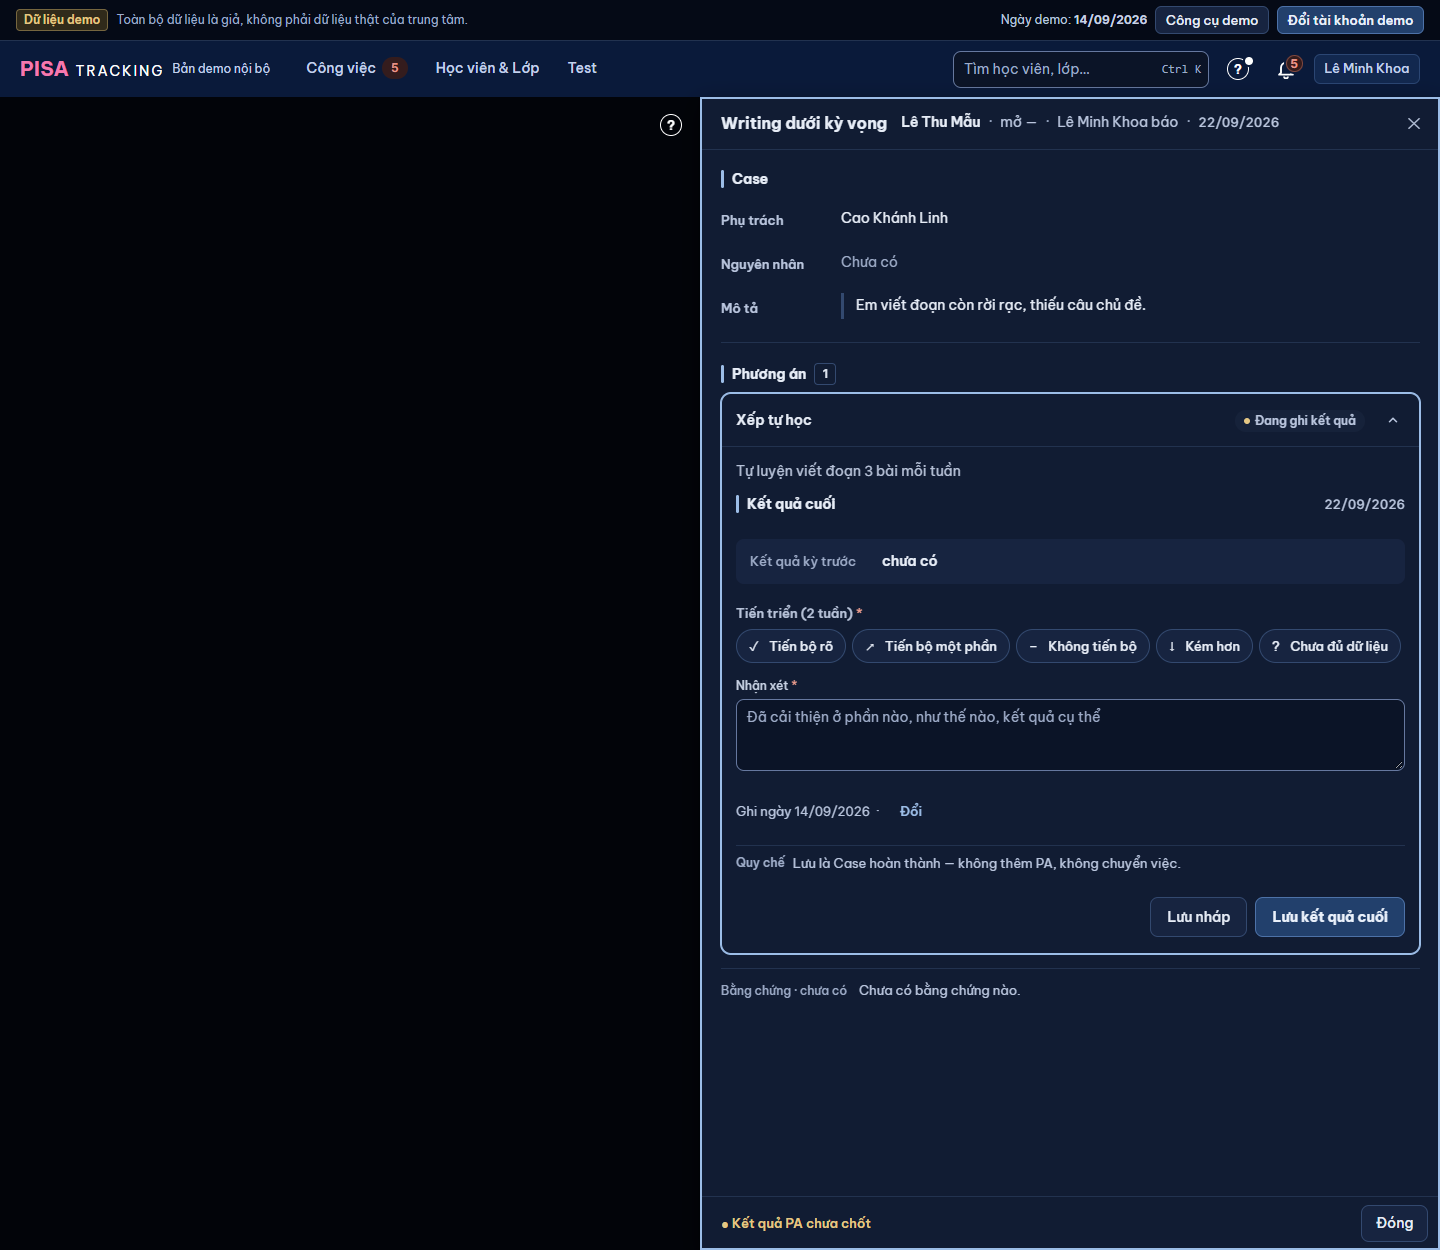 Dữ liệu demo Toàn bộ dữ liệu là giả, không phải dữ liệu thật của trung tâm. Ngày demo: 14/09/2026 Công cụ demo Đổi tài khoản demo
PISA TRACKING Bản demo nội bộ Công việc 5 Học viên & Lớp Test Tìm học viên, lớp... Ctrl K ? 5 Lê Minh Khoa
?
Writing dưới kỳ vọng Lê Thu Mẫu · mở — · Lê Minh Khoa báo · 22/09/2026
Case
Phụ trách Cao Khánh Linh
Nguyên nhân Chưa có
Mô tả Em viết đoạn còn rời rạc, thiếu câu chủ đề.
Phương án 1
Xếp tự học Đang ghi kết quả
Tự luyện viết đoạn 3 bài mỗi tuần
Kết quả cuối 22/09/2026
Kết quả kỳ trước chưa có
Tiến triển (2 tuần) *
✓ Tiến bộ rõ ↗ Tiến bộ một phần – Không tiến bộ ↓ Kém hơn ? Chưa đủ dữ liệu
Nhận xét *
Đã cải thiện ở phần nào, như thế nào, kết quả cụ thể
Ghi ngày 14/09/2026 · Đổi
Quy chế Lưu là Case hoàn thành — không thêm PA, không chuyển việc.
Lưu nháp Lưu kết quả cuối
Bằng chứng · chưa có Chưa có bằng chứng nào.
Kết quả PA chưa chốt Đóng